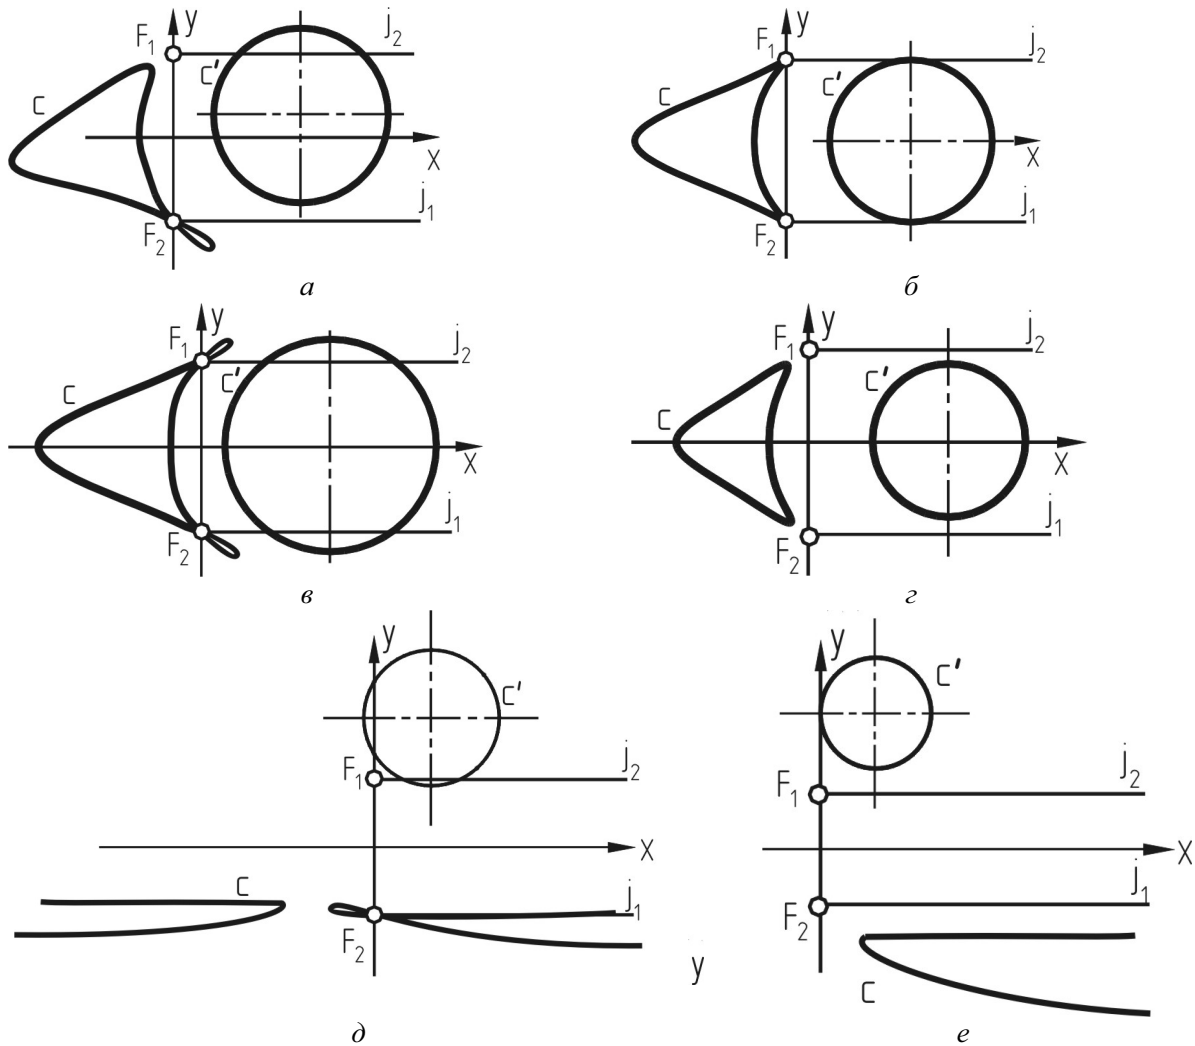 y
F₁
j₂
c'
c
x
j₁
F₂
а
y
F₁
j₂
c'
c
x
j₁
F₂
б
y
F₁
j₂
c'
c
x
j₁
F₂
в
y
F₁
j₂
c'
c
x
j₁
F₂
г
y
c'
F₁
j₂
x
c
j₁
F₂
y
д
y
c'
F₁
j₂
x
j₁
F₂
c
е